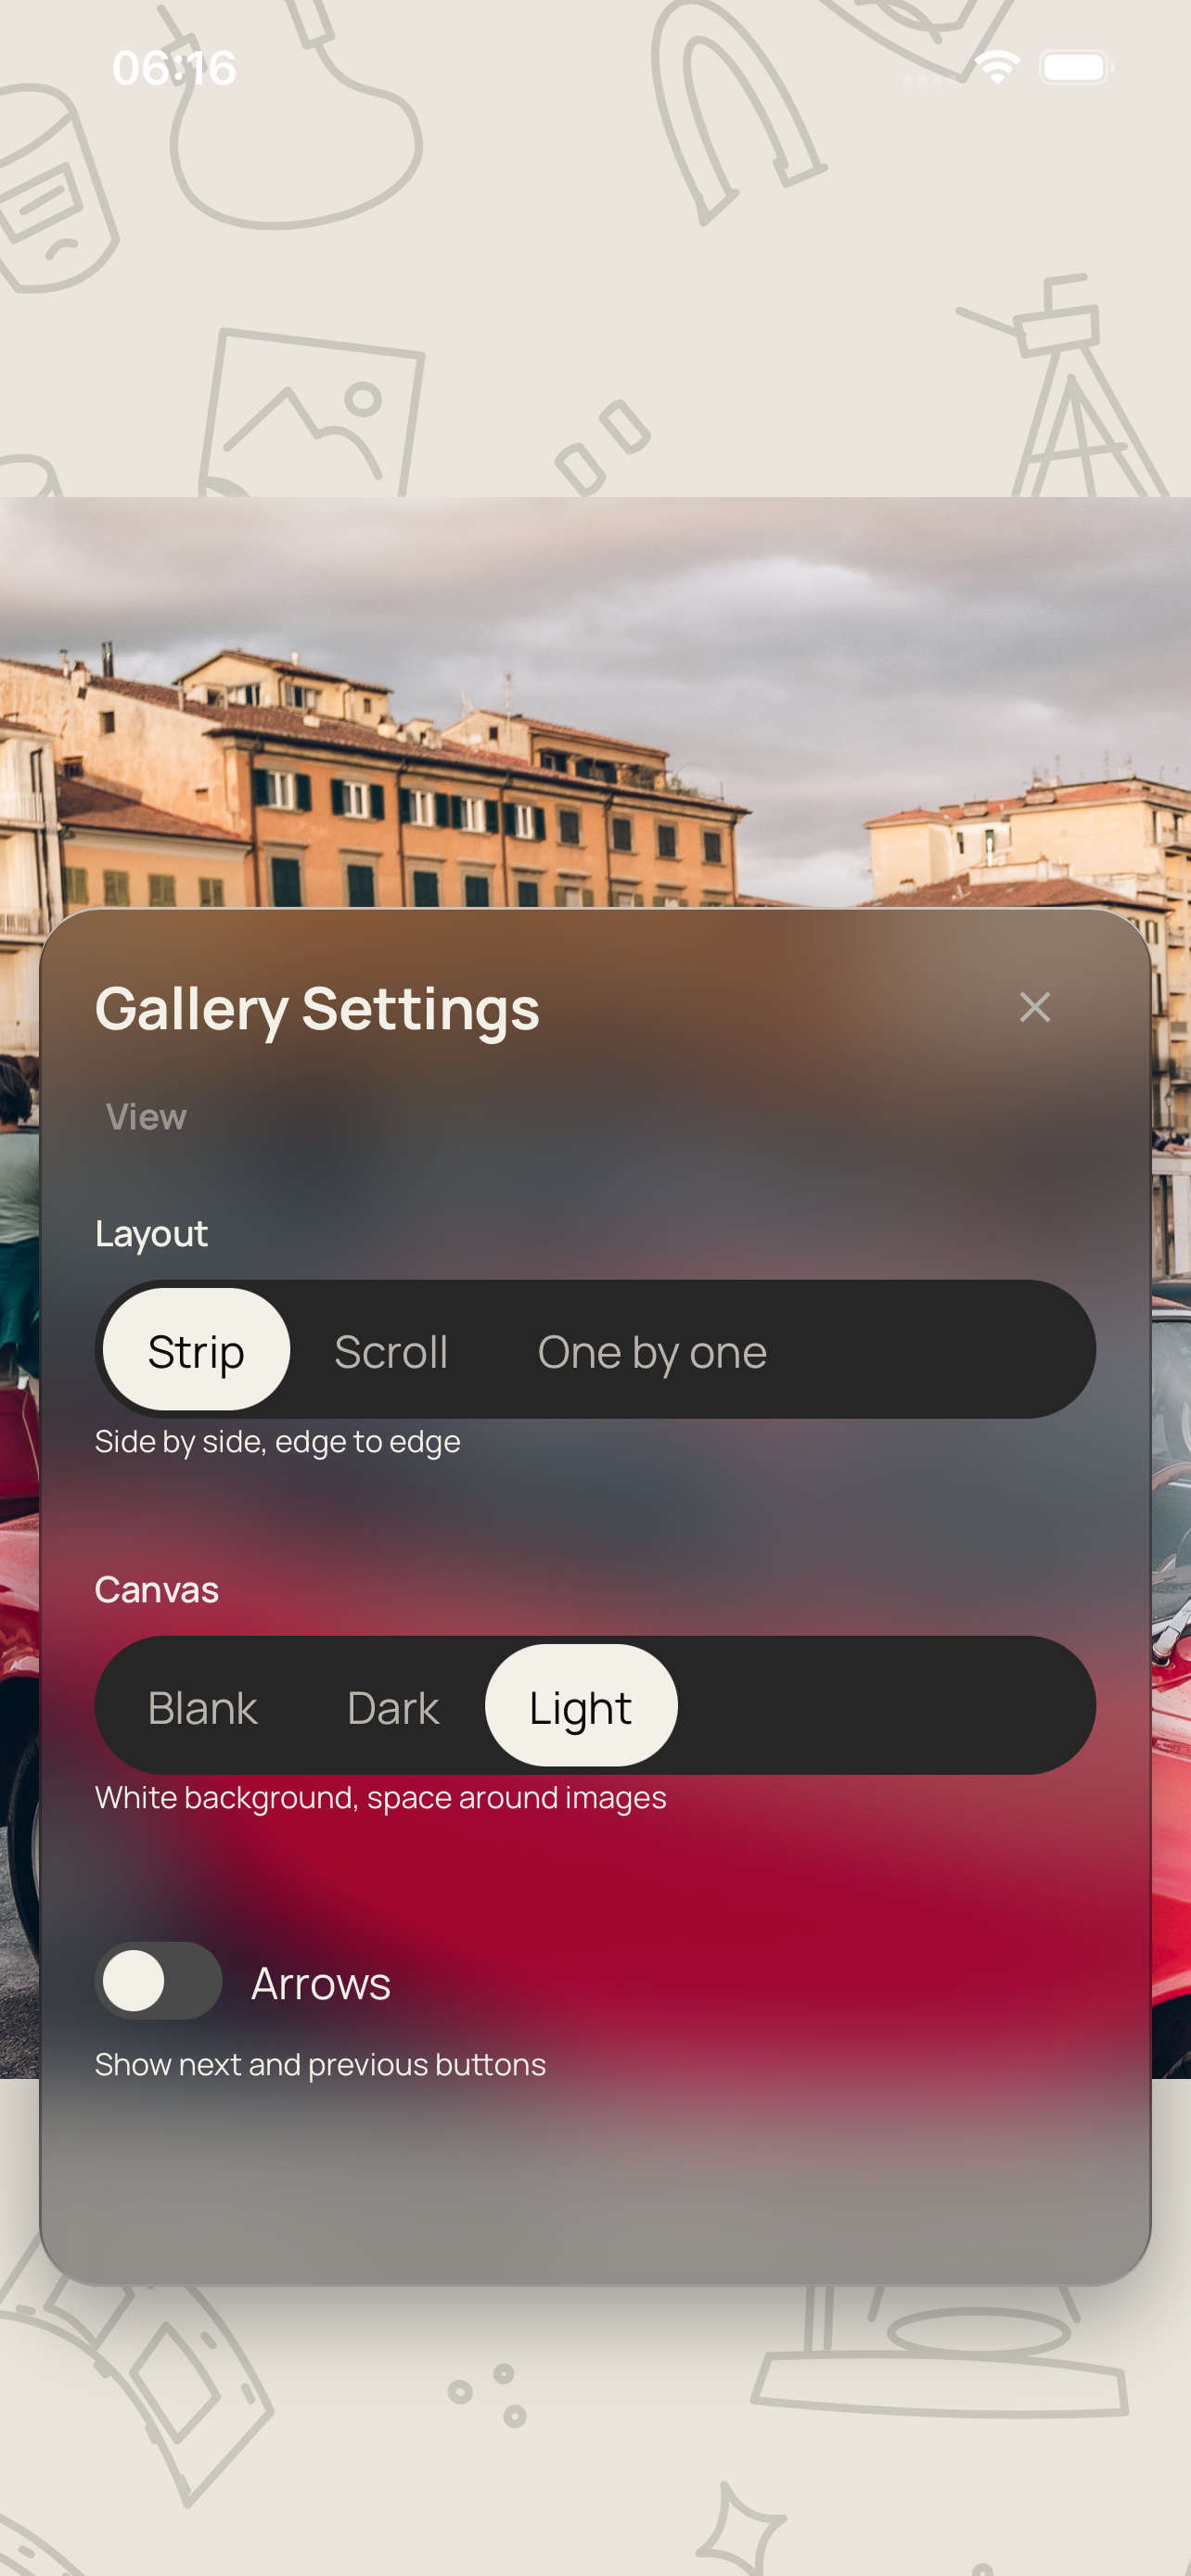 06:16
Gallery Settings
View
Layout
Strip Scroll One by one
Side by side, edge to edge
Canvas
Blank Dark Light
White background, space around images
Arrows
Show next and previous buttons